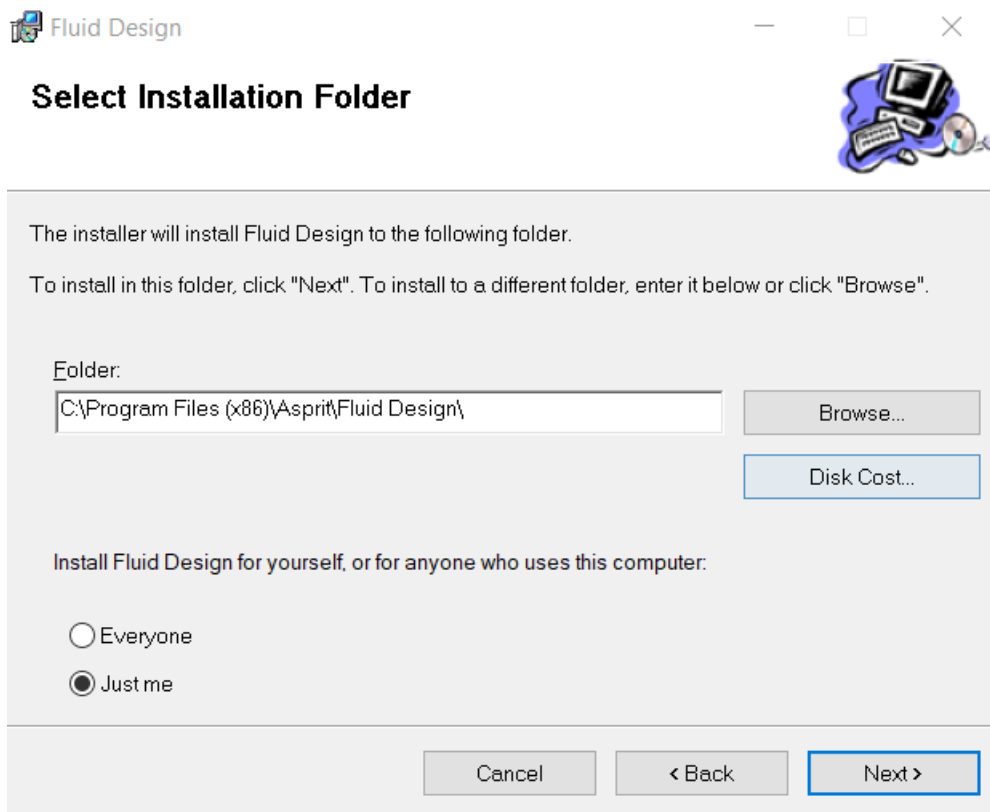 Fluid Design
Select Installation Folder
The installer will install Fluid Design to the following folder.
To install in this folder, click "Next". To install to a different folder, enter it below or click "Browse".
Folder:
C:\Program Files (x86)\Asprit\Fluid Design\
Browse...
Disk Cost...
Install Fluid Design for yourself, or for anyone who uses this computer:
Everyone
Just me
Cancel
< Back
Next >